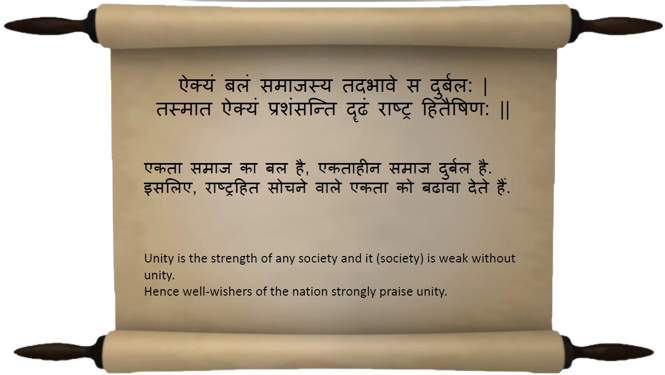 ऐक्यं बलं समाजस्य तदभावे स दुर्बल: |
तस्मात ऐक्यं प्रशंसन्ति दॄढं राष्ट्र हितैषिण: ||
एकता समाज का बल है, एकताहीन समाज दुर्बल है.
इसलिए, राष्ट्रहित सोचने वाले एकता को बढावा देते हैं.
Unity is the strength of any society and it (society) is weak without
unity.
Hence well-wishers of the nation strongly praise unity.